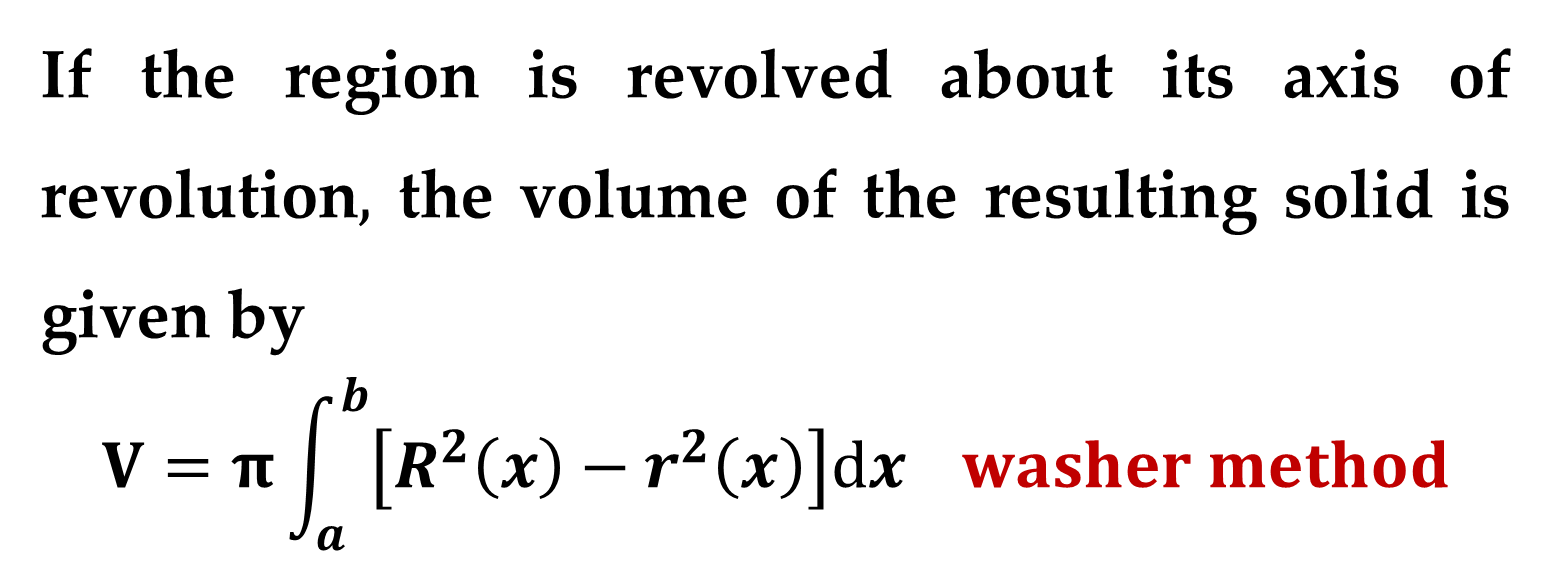 If the region is revolved about its axis of
revolution, the volume of the resulting solid is
given by
V = π∫ₐᵇ [R²(x) – r²(x)]dx washer method